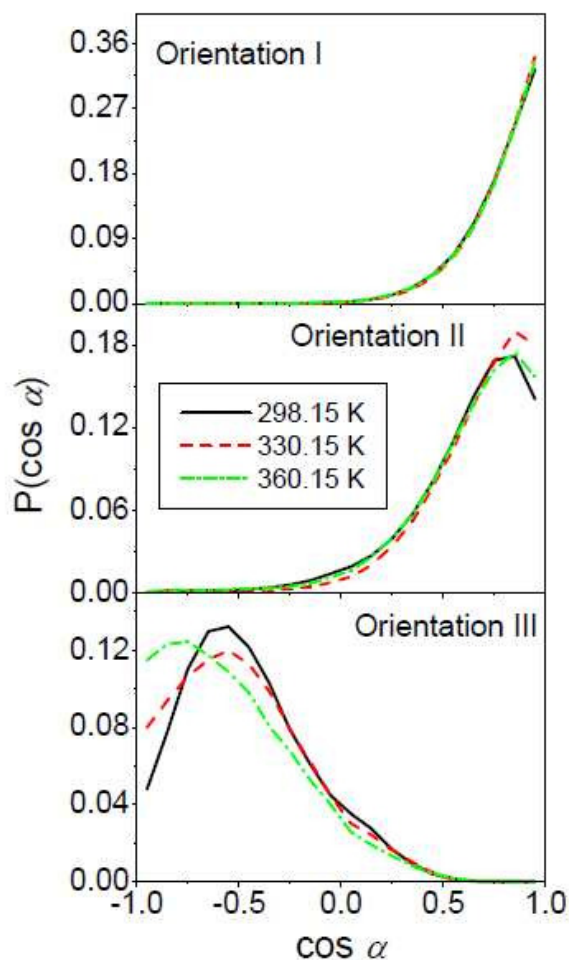 0.36
Orientation I
0.27
0.18
0.09
0.00
0.18
Orientation II
298.15 K
330.15 K
360.15 K
0.12
0.06
0.00
P(cos α)
Orientation III
0.12
0.08
0.04
0.00
-1.0 -0.5 0.0 0.5 1.0
cos α